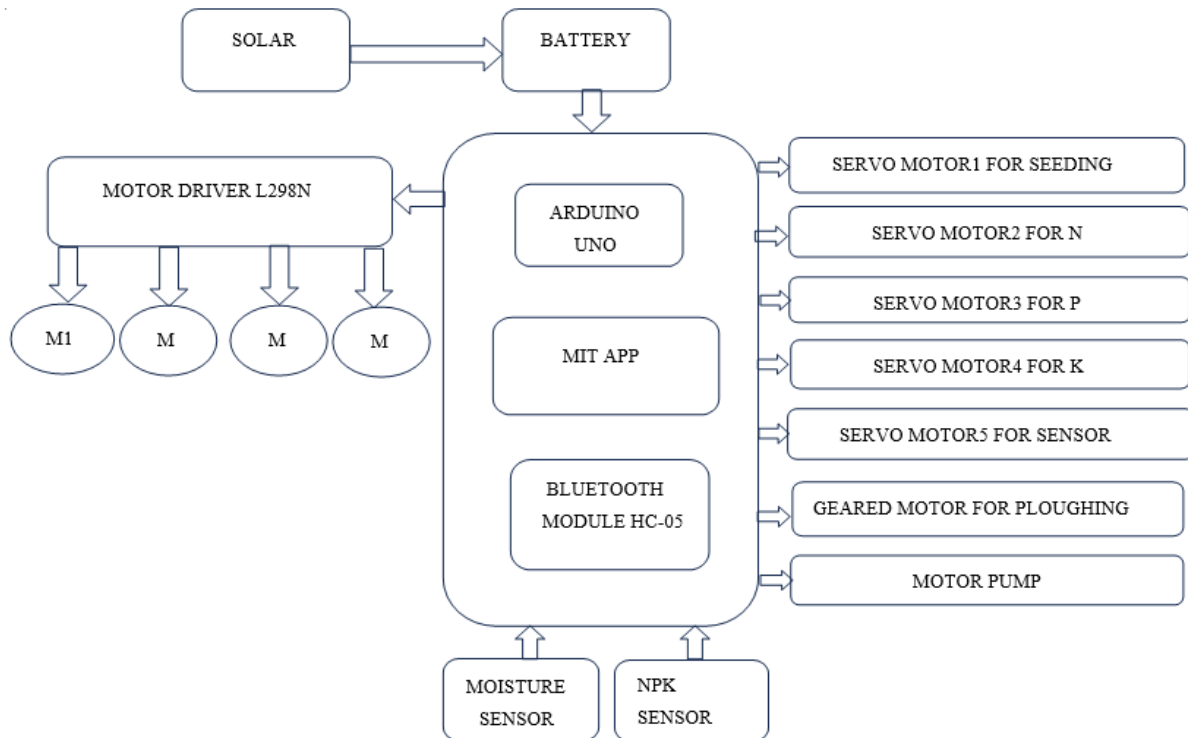 SOLAR
BATTERY
MOTOR DRIVER L298N
M1
M
M
M
ARDUINO
UNO
MIT APP
BLUETOOTH
MODULE HC-05
SERVO MOTOR1 FOR SEEDING
SERVO MOTOR2 FOR N
SERVO MOTOR3 FOR P
SERVO MOTOR4 FOR K
SERVO MOTOR5 FOR SENSOR
GEARED MOTOR FOR PLOUGHING
MOTOR PUMP
MOISTURE
SENSOR
NPK
SENSOR